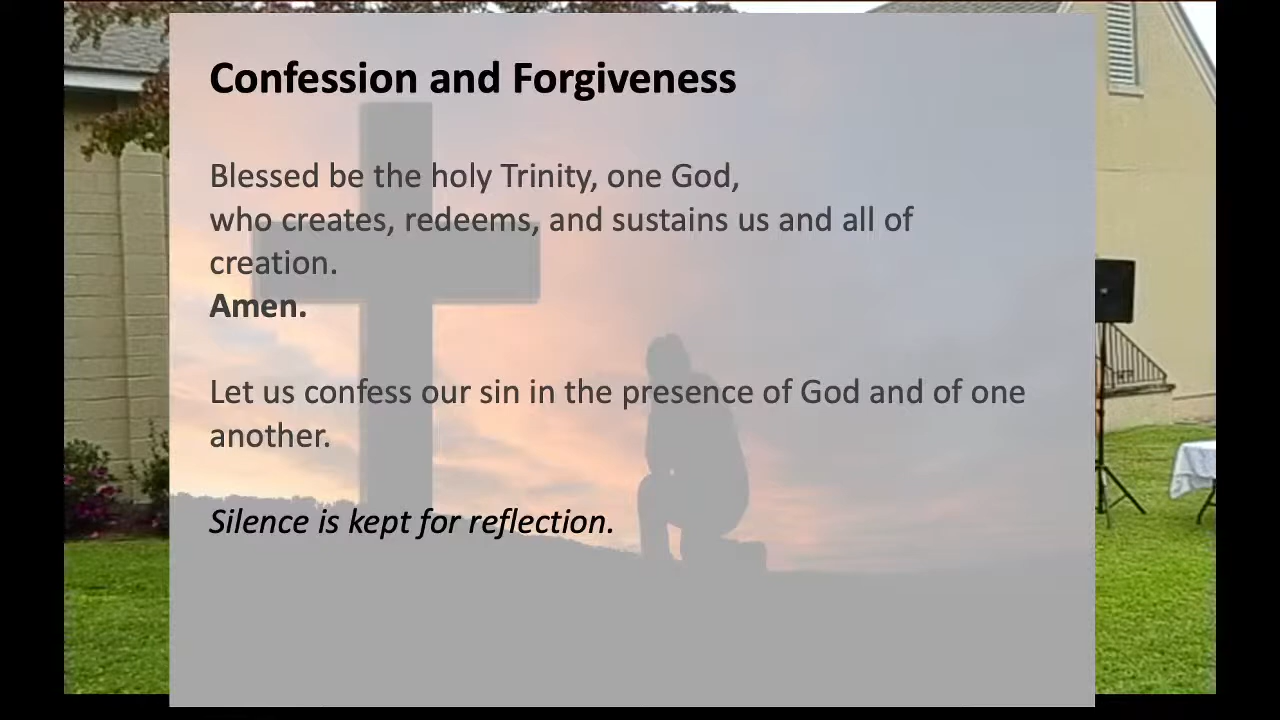 Confession and Forgiveness
Blessed be the holy Trinity, one God,
who creates, redeems, and sustains us and all of
creation.
Amen.
Let us confess our sin in the presence of God and of one
another.
Silence is kept for reflection.